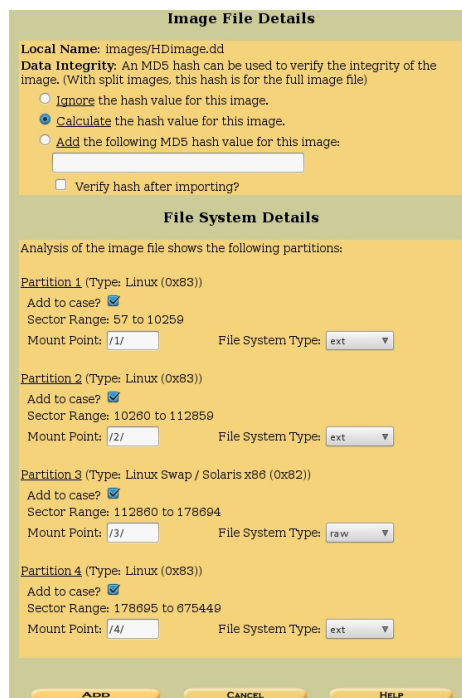 Image File Details
Local Name: images/HDimage.dd
Data Integrity: An MD5 hash can be used to verify the integrity of the
image. (With split images, this hash is for the full image file)
Ignore the hash value for this image.
Calculate the hash value for this image.
Add the following MD5 hash value for this image:
Verify hash after importing?
File System Details
Analysis of the image file shows the following partitions:
Partition 1 (Type: Linux (0x83))
Add to case?
Sector Range: 57 to 10259
Mount Point: /1/ File System Type: ext
Partition 2 (Type: Linux (0x83))
Add to case?
Sector Range: 10260 to 112859
Mount Point: /2/ File System Type: ext
Partition 3 (Type: Linux Swap / Solaris x86 (0x82))
Add to case?
Sector Range: 112860 to 178694
Mount Point: /3/ File System Type: raw
Partition 4 (Type: Linux (0x83))
Add to case?
Sector Range: 178695 to 675449
Mount Point: /4/ File System Type: ext
ADD CANCEL HELP